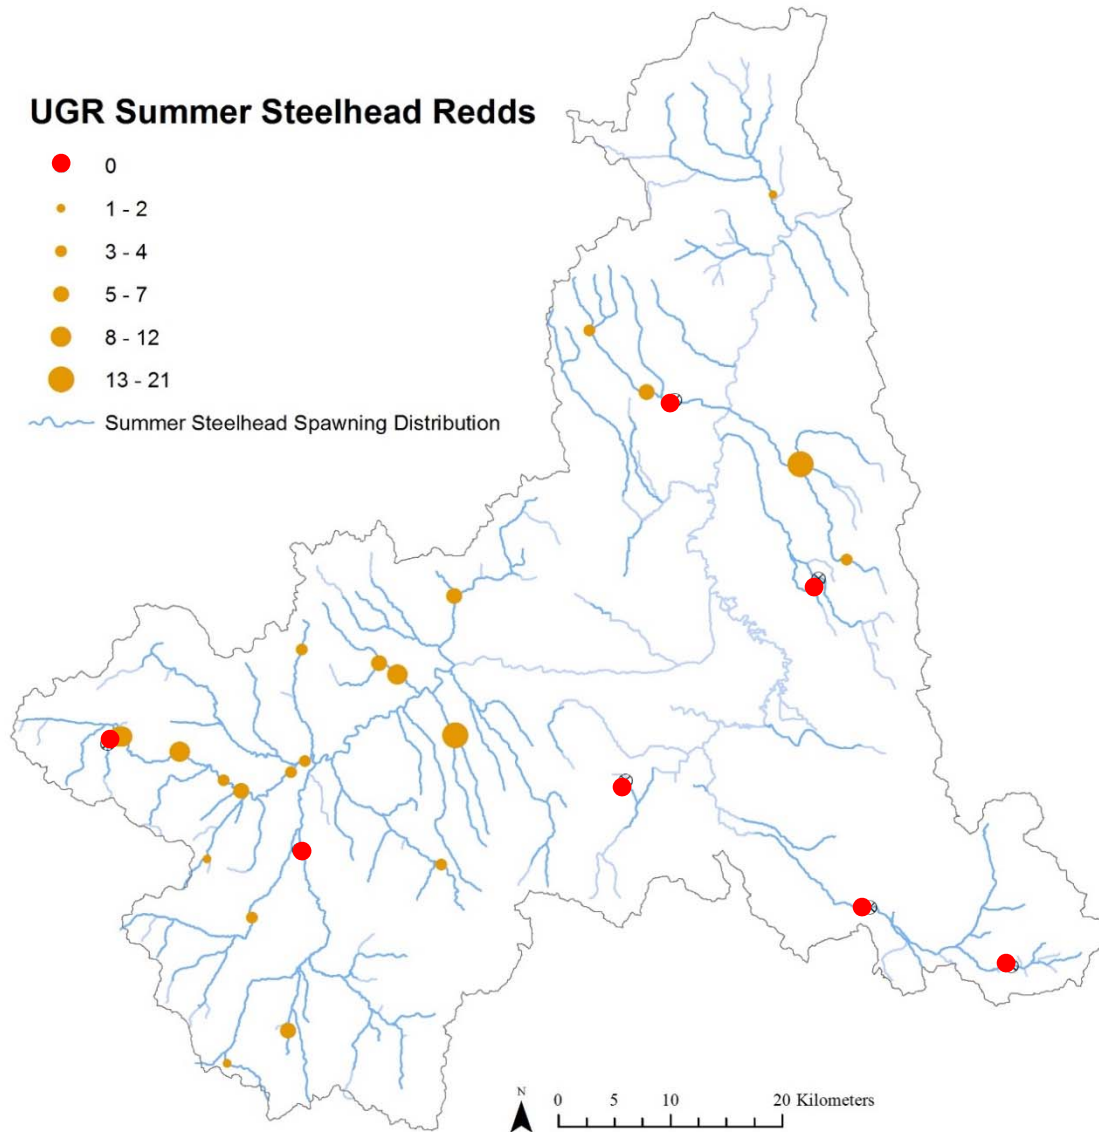 UGR Summer Steelhead Redds
0
1 - 2
3 - 4
5 - 7
8 - 12
13 - 21
Summer Steelhead Spawning Distribution
N
0 5 10 20 Kilometers